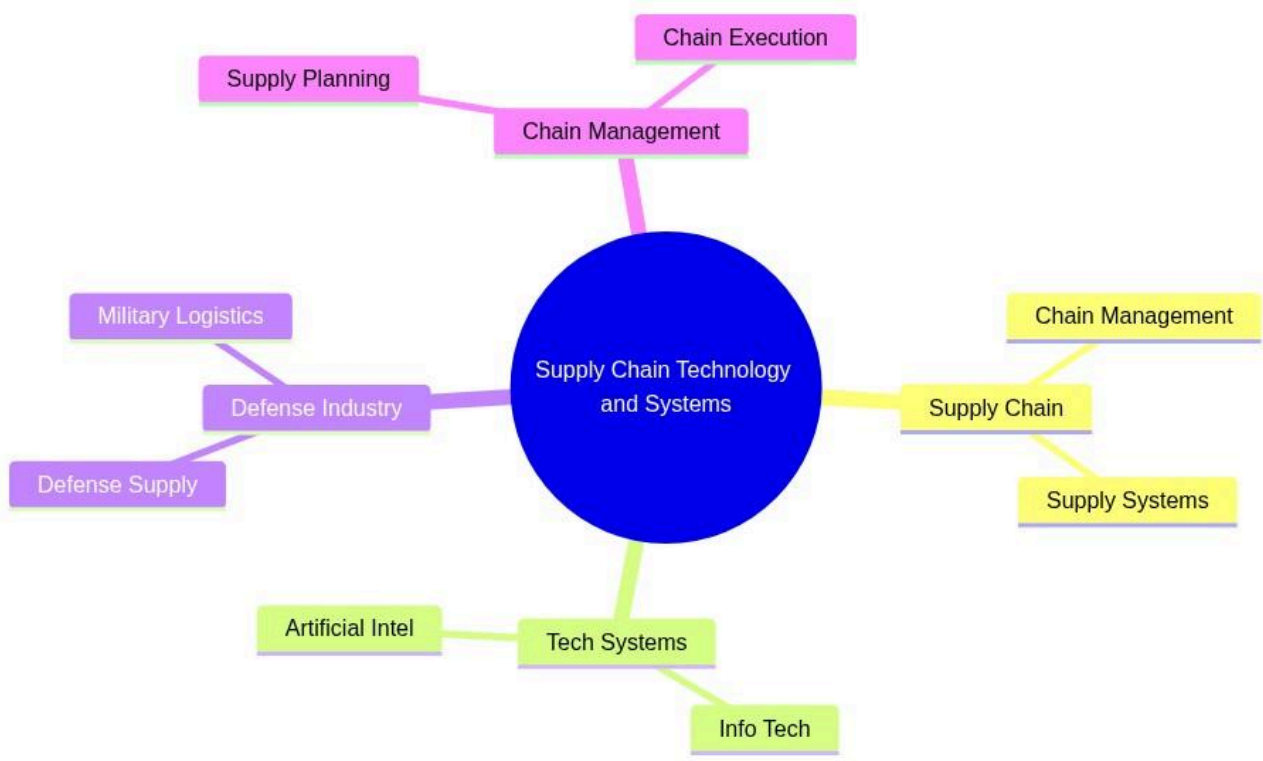 Chain Execution
Supply Planning
Chain Management
Military Logistics
Chain Management
Supply Chain Technology
and Systems
Defense Industry
Supply Chain
Defense Supply
Supply Systems
Artificial Intel
Tech Systems
Info Tech